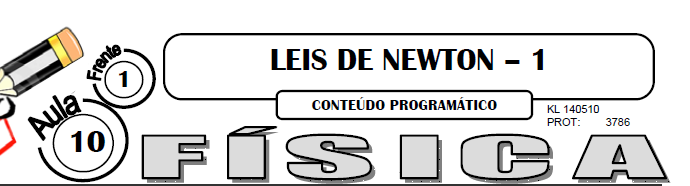 LEIS DE NEWTON – 1
Frente
1
CONTEÚDO PROGRAMÁTICO
KL 140510
PROT: 3786
Aula
10
FÍSICA